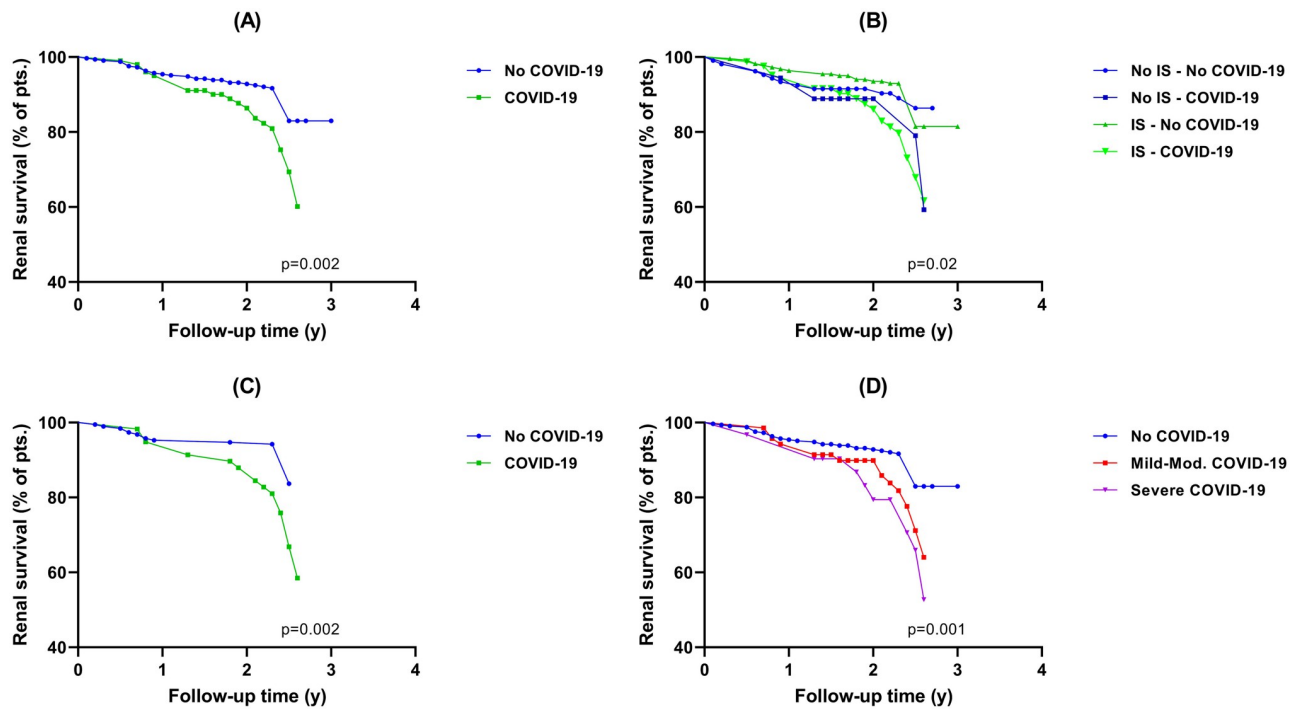 (A)
Renal survival (% of pts.)
100
80
60
40
0
1
2
3
4
Follow-up time (y)
p=0.002
No COVID-19
COVID-19
(B)
Renal survival (% of pts.)
100
80
60
40
0
1
2
3
4
Follow-up time (y)
p=0.02
No IS - No COVID-19
No IS - COVID-19
IS - No COVID-19
IS - COVID-19
(C)
Renal survival (% of pts.)
100
80
60
40
0
1
2
3
4
Follow-up time (y)
p=0.002
No COVID-19
COVID-19
(D)
Renal survival (% of pts.)
100
80
60
40
0
1
2
3
4
Follow-up time (y)
p=0.001
No COVID-19
Mild-Mod. COVID-19
Severe COVID-19